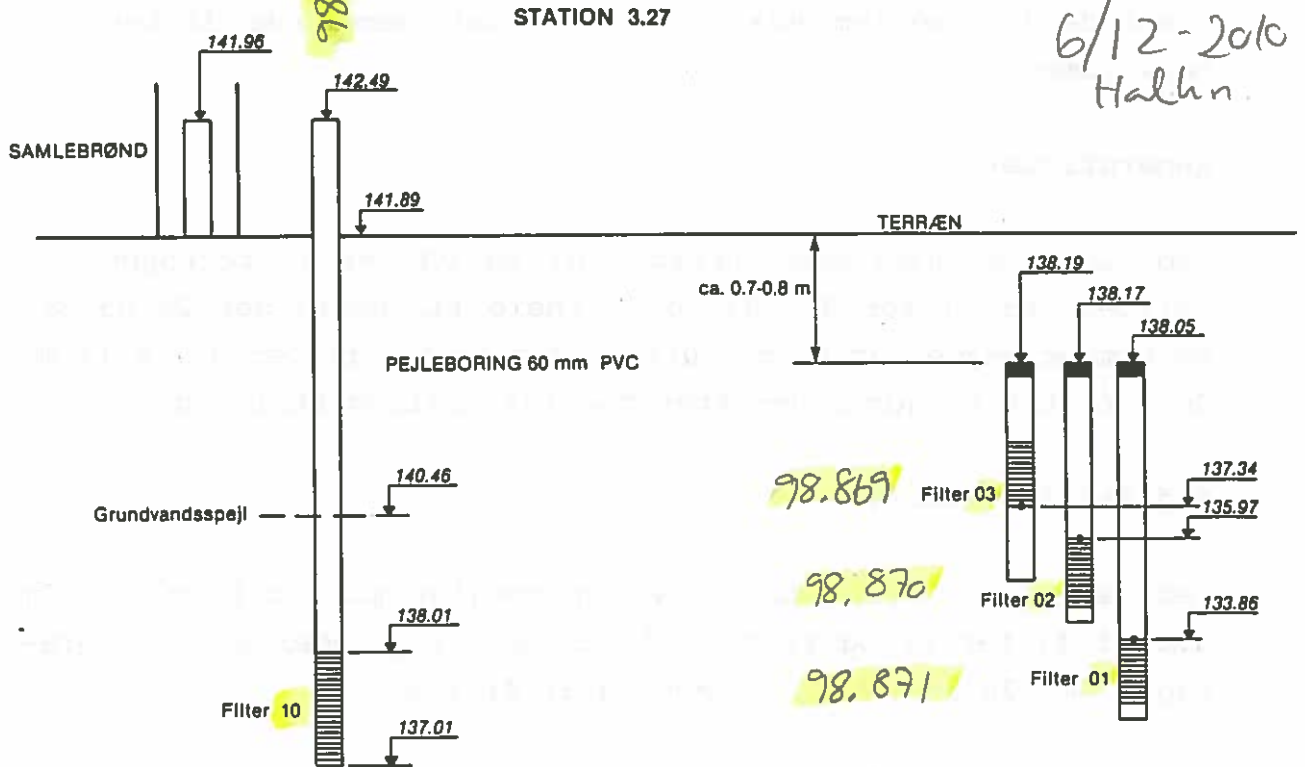 STATION 3.27
6/12-2010
141.96
142.49
SAMLEBRØND
141.89
TERRÆN
138.19
ca. 0.7-0.8 m
138.17
138.05
PEJLEBORING 60 mm PVC
140.46
98.869
Filter 03
137.34
Grundvandsspejl
135.97
98.870
Filter 02
138.01
133.86
98.871
Filter 01
Filter 10
137.01